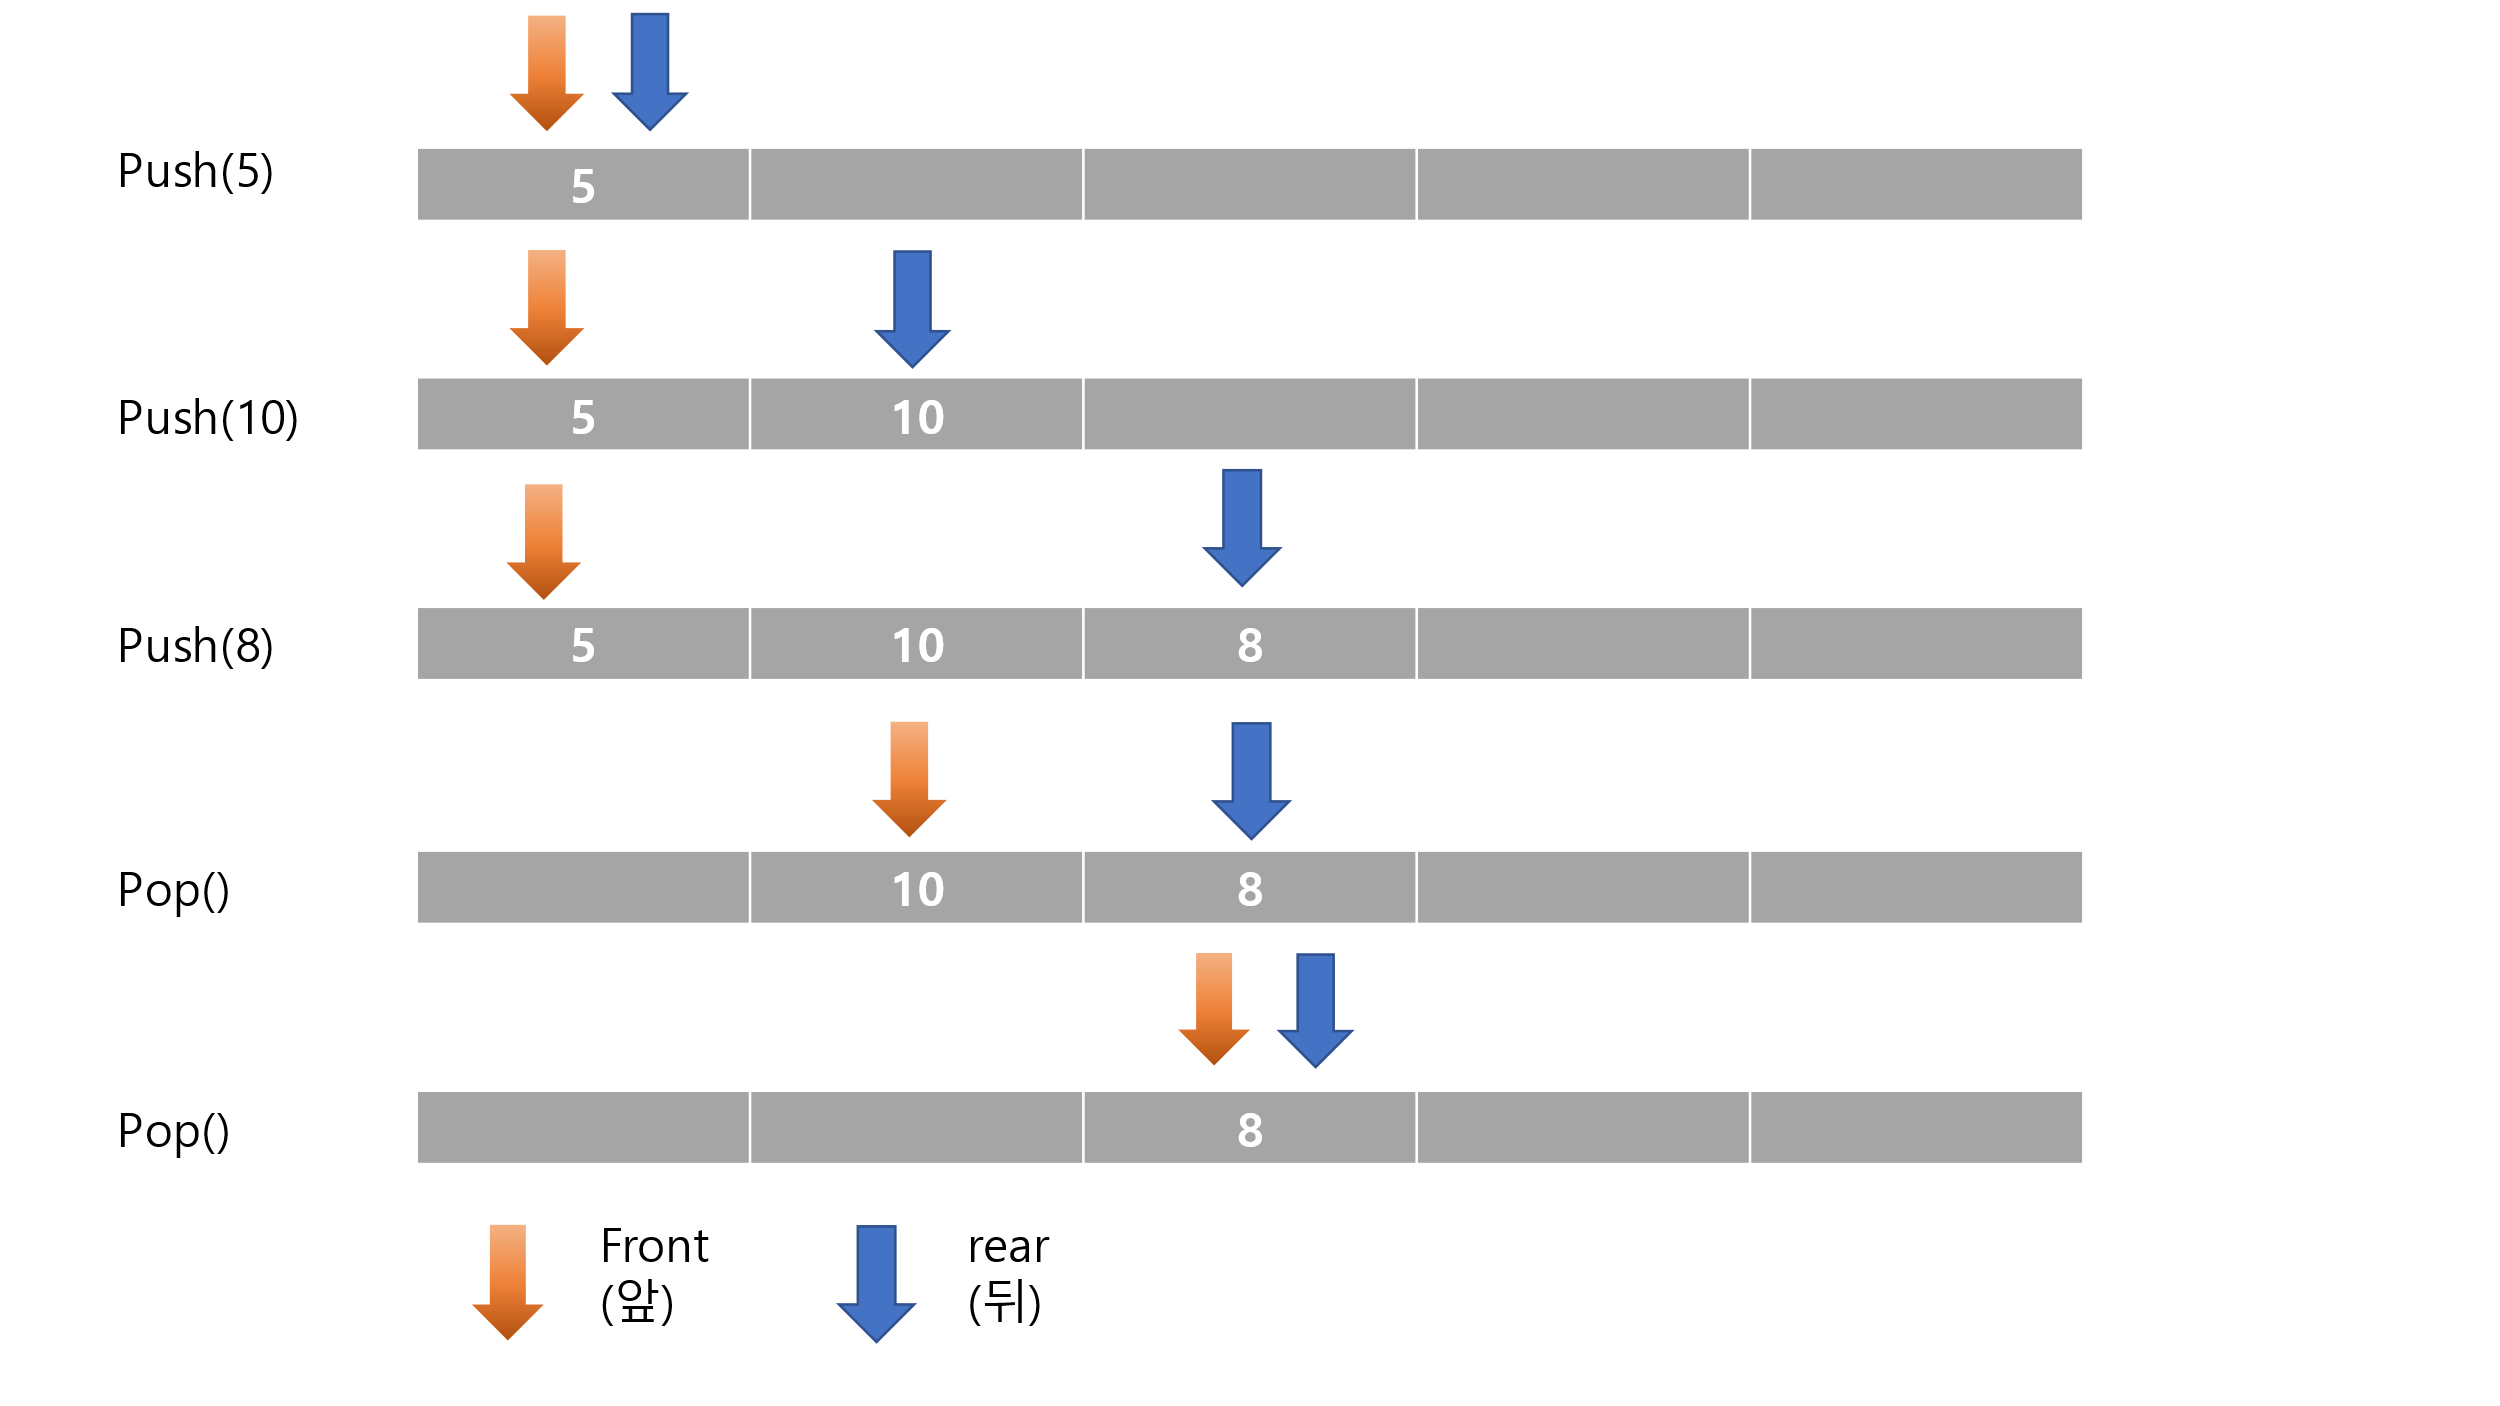 Push(5)
5
Push(10)
5 10
Push(8)
5 10 8
Pop()
10 8
Pop()
8
Front
(앞)
rear
(뒤)